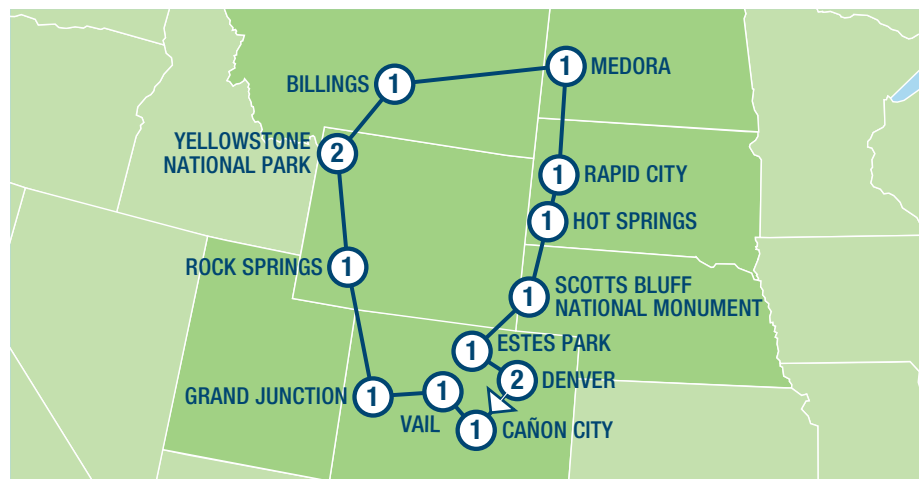 1
MEDORA
BILLINGS
1
YELLOWSTONE
NATIONAL PARK
2
1
RAPID CITY
1
HOT SPRINGS
ROCK SPRINGS
1
1
SCOTTS BLUFF
NATIONAL MONUMENT
1
ESTES PARK
2
DENVER
GRAND JUNCTION
1
1
VAIL
1
CAÑON CITY